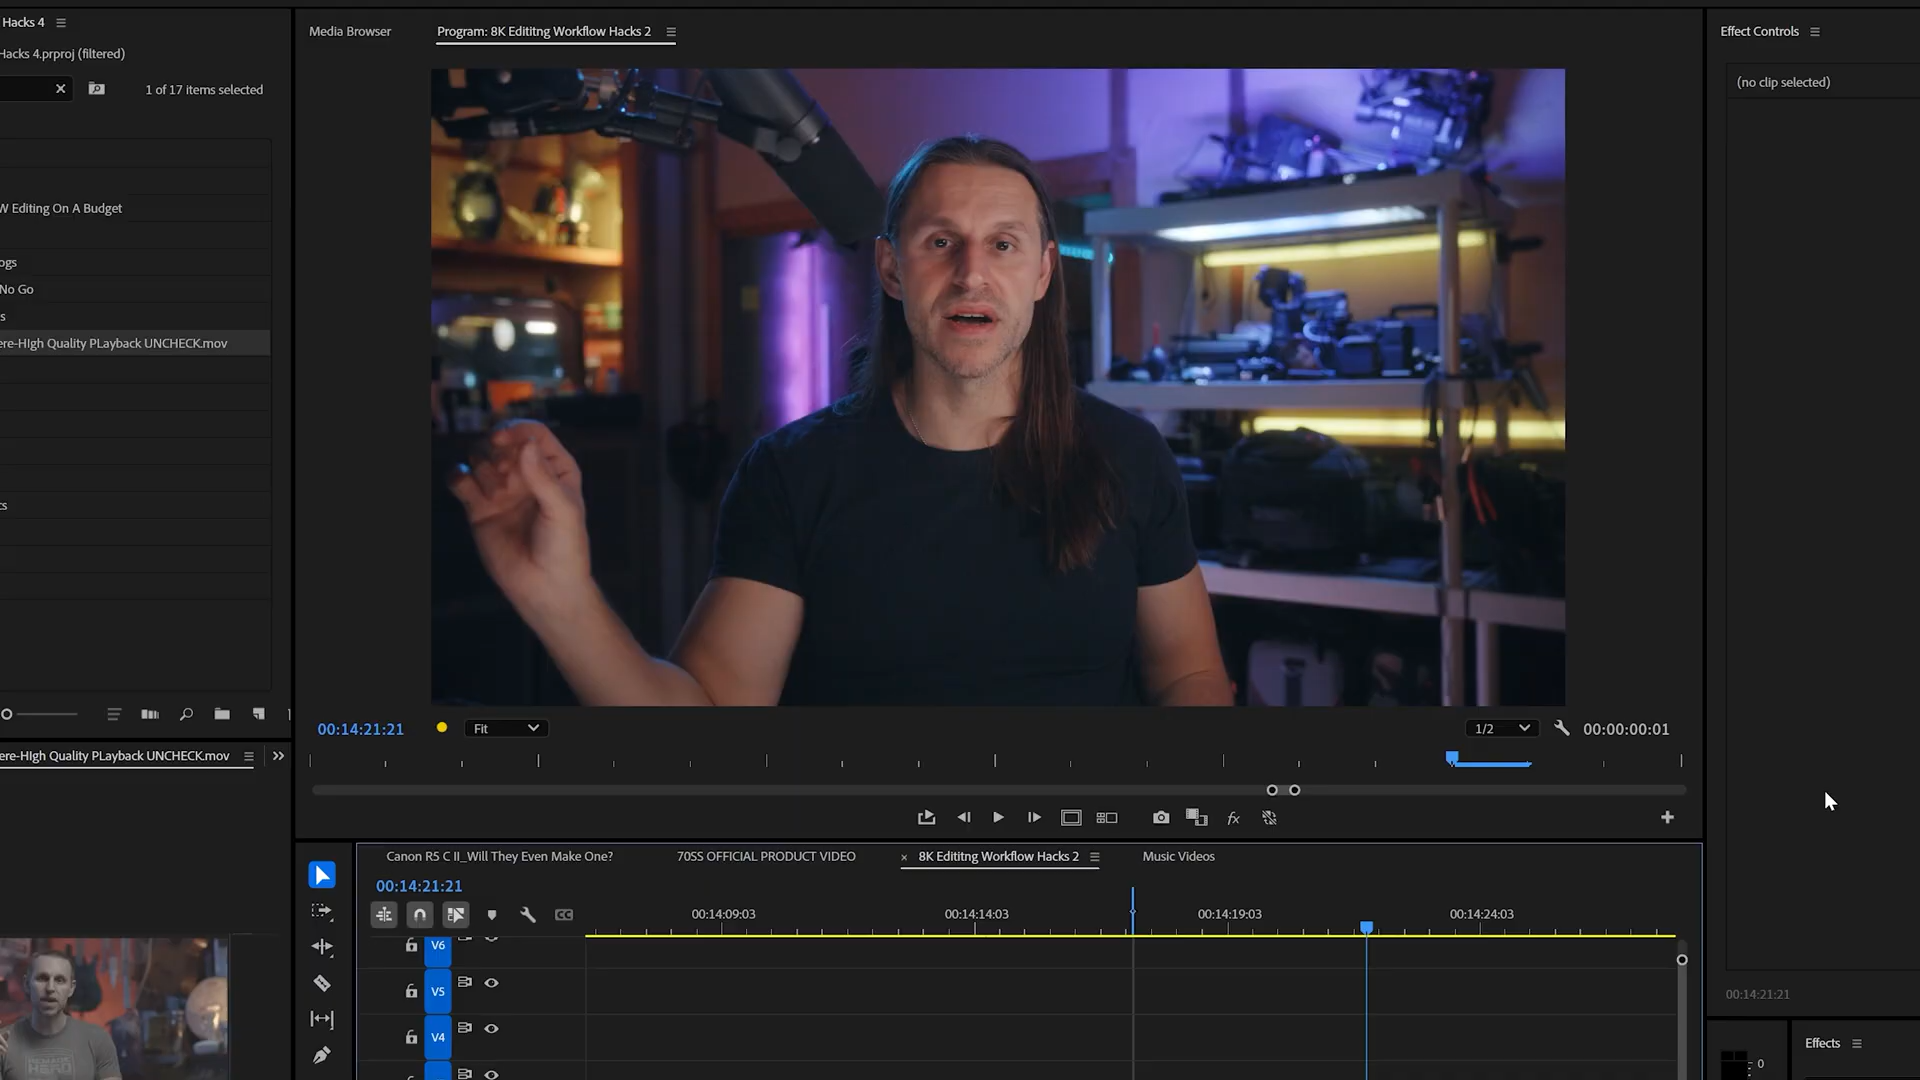 Hacks 4
Hacks 4.prproj (filtered)
1 of 17 items selected
W Editing On A Budget
ogs
No Go
s
ere-HIgh Quality PLayback UNCHECK.mov
cs
ere-HIgh Quality PLayback UNCHECK.mov
Media Browser
Program: 8K Edititng Workflow Hacks 2
00:14:21:21
Fit
1/2
00:00:00:01
fx
Canon R5 C II_Will They Even Make One?
70SS OFFICIAL PRODUCT VIDEO
× 8K Edititng Workflow Hacks 2
Music Videos
00:14:21:21
CC
00:14:09:03
00:14:14:03
00:14:19:03
00:14:24:03
V6
V5
V4
Effect Controls
(no clip selected)
00:14:21:21
Effects
0